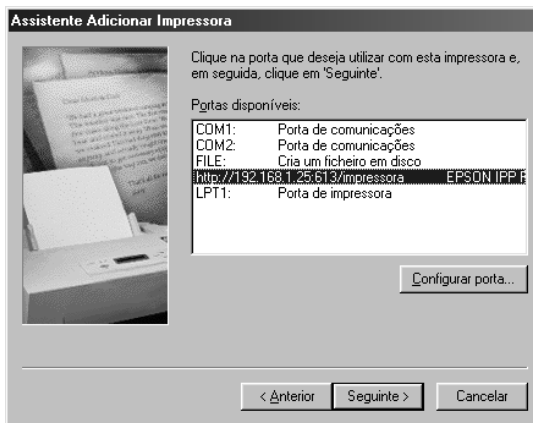 Assistente Adicionar Impressora
Clique na porta que deseja utilizar com esta impressora e,
em seguida, clique em 'Seguinte'.
Portas disponíveis:
COM1: Porta de comunicações
COM2: Porta de comunicações
FILE: Cria um ficheiro em disco
http://192.168.1.25:613/impressora EPSON IPP P
LPT1: Porta de impressora
Configurar porta...
< Anterior Seguinte > Cancelar